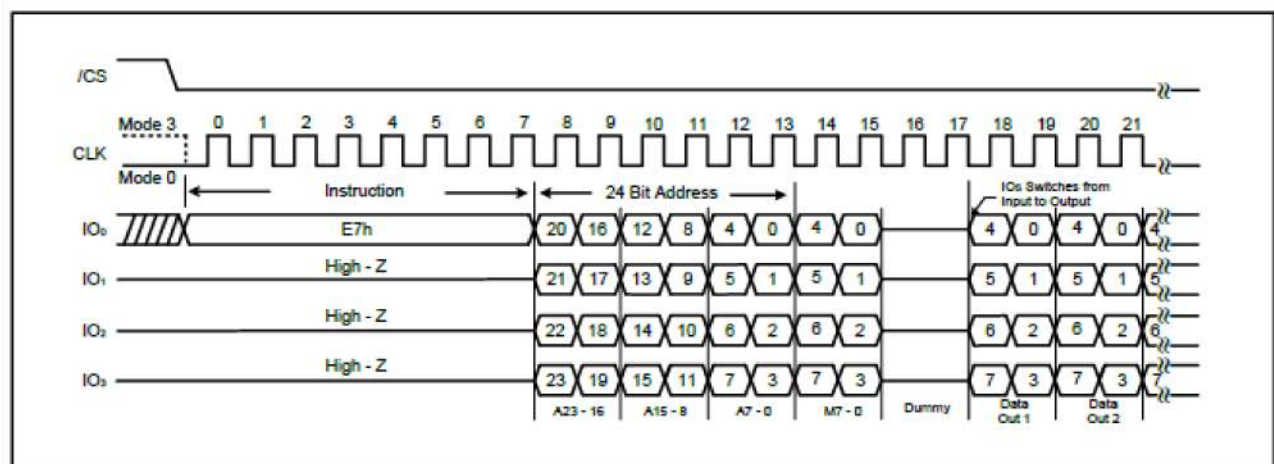 /CS
Mode 3 0 1 2 3 4 5 6 7 8 9 10 11 12 13 14 15 16 17 18 19 20 21
CLK
Mode 0
Instruction 24 Bit Address IOs Switches from
Input to Output
IO₀ E7h 20 16 12 8 4 0 4 0 4 0 4 0 4
High - Z
IO₁ 21 17 13 9 5 1 5 1 5 1 5 1 5
High - Z
IO₂ 22 18 14 10 6 2 6 2 6 2 6 2 6
High - Z
IO₃ 23 19 15 11 7 3 7 3 7 3 7 3 7
A23 - 16 A15 - 8 A7 - 0 M7 - 0 Dummy Data Data
Out 1 Out 2